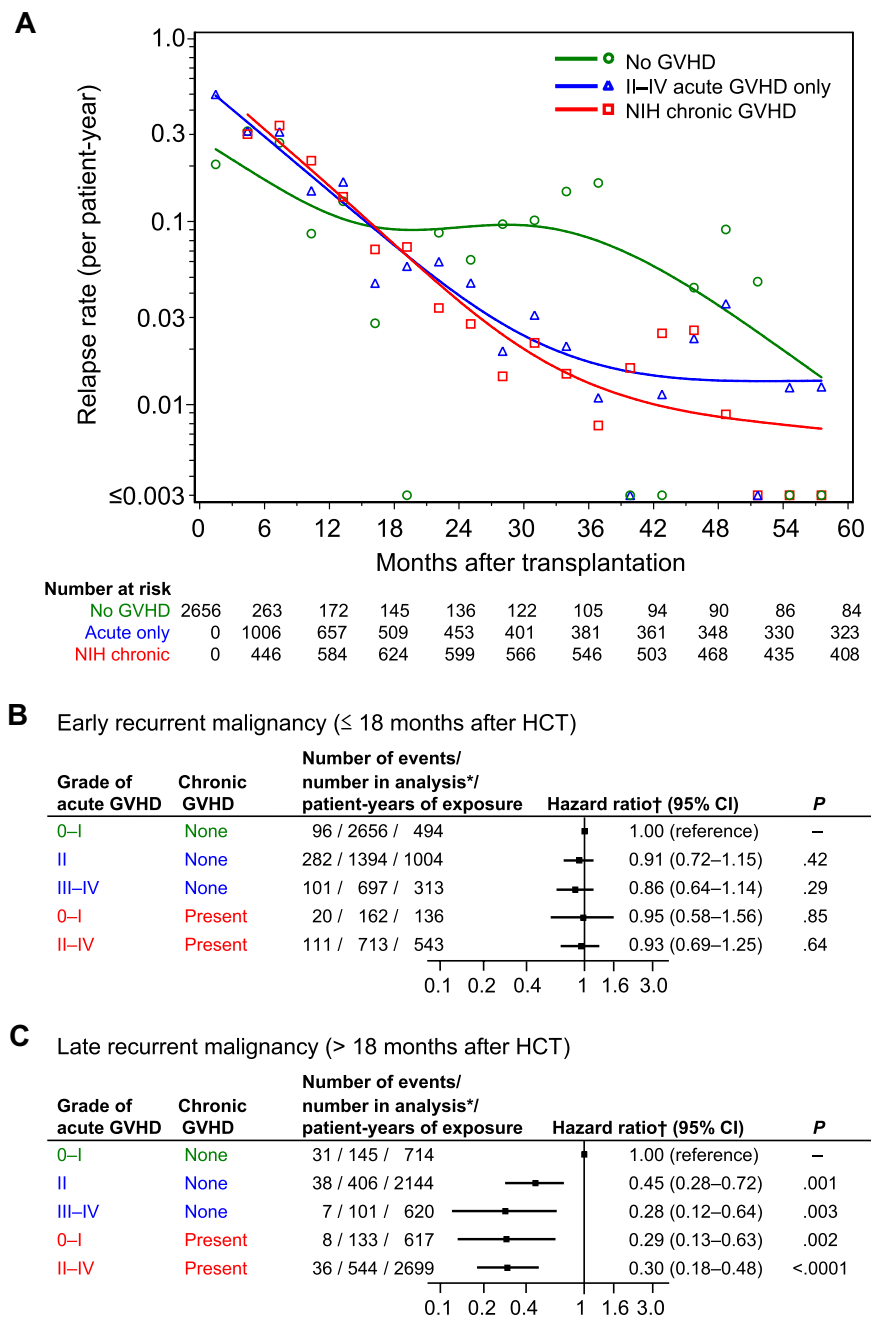 A
Relapse rate (per patient-year)
1.0
0.3
0.1
0.03
0.01
≤0.003
No GVHD
II–IV acute GVHD only
NIH chronic GVHD
0 6 12 18 24 30 36 42 48 54 60
Months after transplantation
Number at risk
No GVHD 2656 263 172 145 136 122 105 94 90 86 84
Acute only 0 1006 657 509 453 401 381 361 348 330 323
NIH chronic 0 446 584 624 599 566 546 503 468 435 408
B
Early recurrent malignancy (≤ 18 months after HCT)
Number of events/
Grade of Chronic number in analysis*/
acute GVHD GVHD patient-years of exposure Hazard ratio† (95% CI) P
0–I None 96 / 2656 / 494 1.00 (reference) –
II None 282 / 1394 / 1004 0.91 (0.72–1.15) .42
III–IV None 101 / 697 / 313 0.86 (0.64–1.14) .29
0–I Present 20 / 162 / 136 0.95 (0.58–1.56) .85
II–IV Present 111 / 713 / 543 0.93 (0.69–1.25) .64
0.1 0.2 0.4 1 1.6 3.0
C
Late recurrent malignancy (> 18 months after HCT)
Number of events/
Grade of Chronic number in analysis*/
acute GVHD GVHD patient-years of exposure Hazard ratio† (95% CI) P
0–I None 31 / 145 / 714 1.00 (reference) –
II None 38 / 406 / 2144 0.45 (0.28–0.72) .001
III–IV None 7 / 101 / 620 0.28 (0.12–0.64) .003
0–I Present 8 / 133 / 617 0.29 (0.13–0.63) .002
II–IV Present 36 / 544 / 2699 0.30 (0.18–0.48) <.0001
0.1 0.2 0.4 1 1.6 3.0